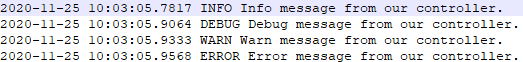 2020-11-25 10:03:05.7817 INFO Info message from our controller.
2020-11-25 10:03:05.9064 DEBUG Debug message from our controller.
2020-11-25 10:03:05.9333 WARN Warn message from our controller.
2020-11-25 10:03:05.9568 ERROR Error message from our controller.